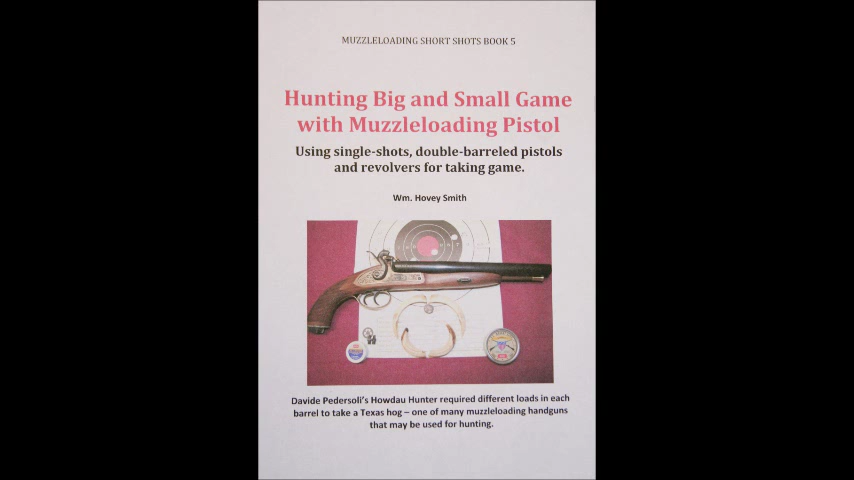 MUZZLELOADING SHORT SHOTS BOOK 5
Hunting Big and Small Game
with Muzzleloading Pistol
Using single-shots, double-barreled pistols
and revolvers for taking game.
Wm. Hovey Smith
Davide Pedersoli's Howdau Hunter required different loads in each
barrel to take a Texas hog – one of many muzzleloading handguns
that may be used for hunting.